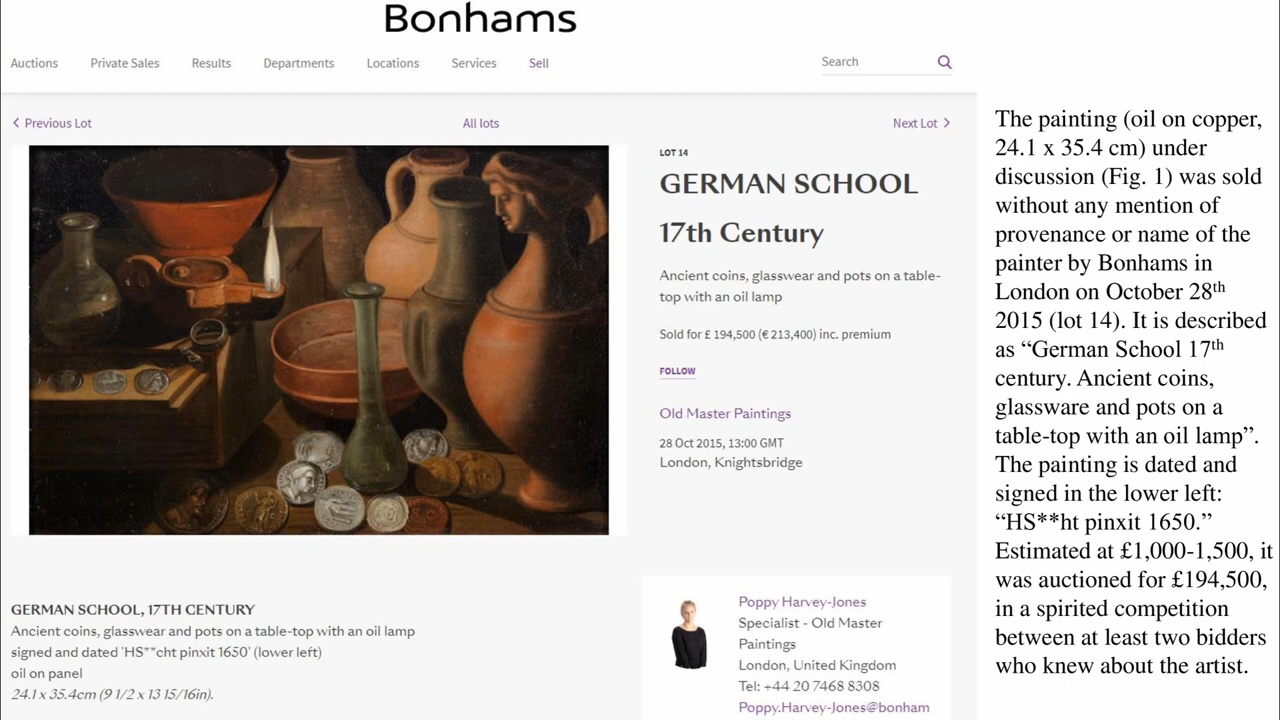 Bonhams
Auctions Private Sales Results Departments Locations Services Sell Search
Previous Lot All lots Next Lot
LOT 14
GERMAN SCHOOL
17th Century
Ancient coins, glasswear and pots on a table-
top with an oil lamp
Sold for £ 194,500 (€ 213,400) inc. premium
FOLLOW
Old Master Paintings
28 Oct 2015, 13:00 GMT
London, Knightsbridge
GERMAN SCHOOL, 17TH CENTURY
Ancient coins, glasswear and pots on a table-top with an oil lamp
signed and dated 'HS**cht pinxit 1650' (lower left)
oil on panel
24.1 x 35.4cm (9 1/2 x 13 15/16in).
Poppy Harvey-Jones
Specialist - Old Master
Paintings
London, United Kingdom
Tel: +44 20 7468 8308
Poppy.Harvey-Jones@bonham
The painting (oil on copper,
24.1 x 35.4 cm) under
discussion (Fig. 1) was sold
without any mention of
provenance or name of the
painter by Bonhams in
London on October 28th
2015 (lot 14). It is described
as “German School 17th
century. Ancient coins,
glassware and pots on a
table-top with an oil lamp”.
The painting is dated and
signed in the lower left:
“HS**ht pinxit 1650.”
Estimated at £1,000-1,500, it
was auctioned for £194,500,
in a spirited competition
between at least two bidders
who knew about the artist.